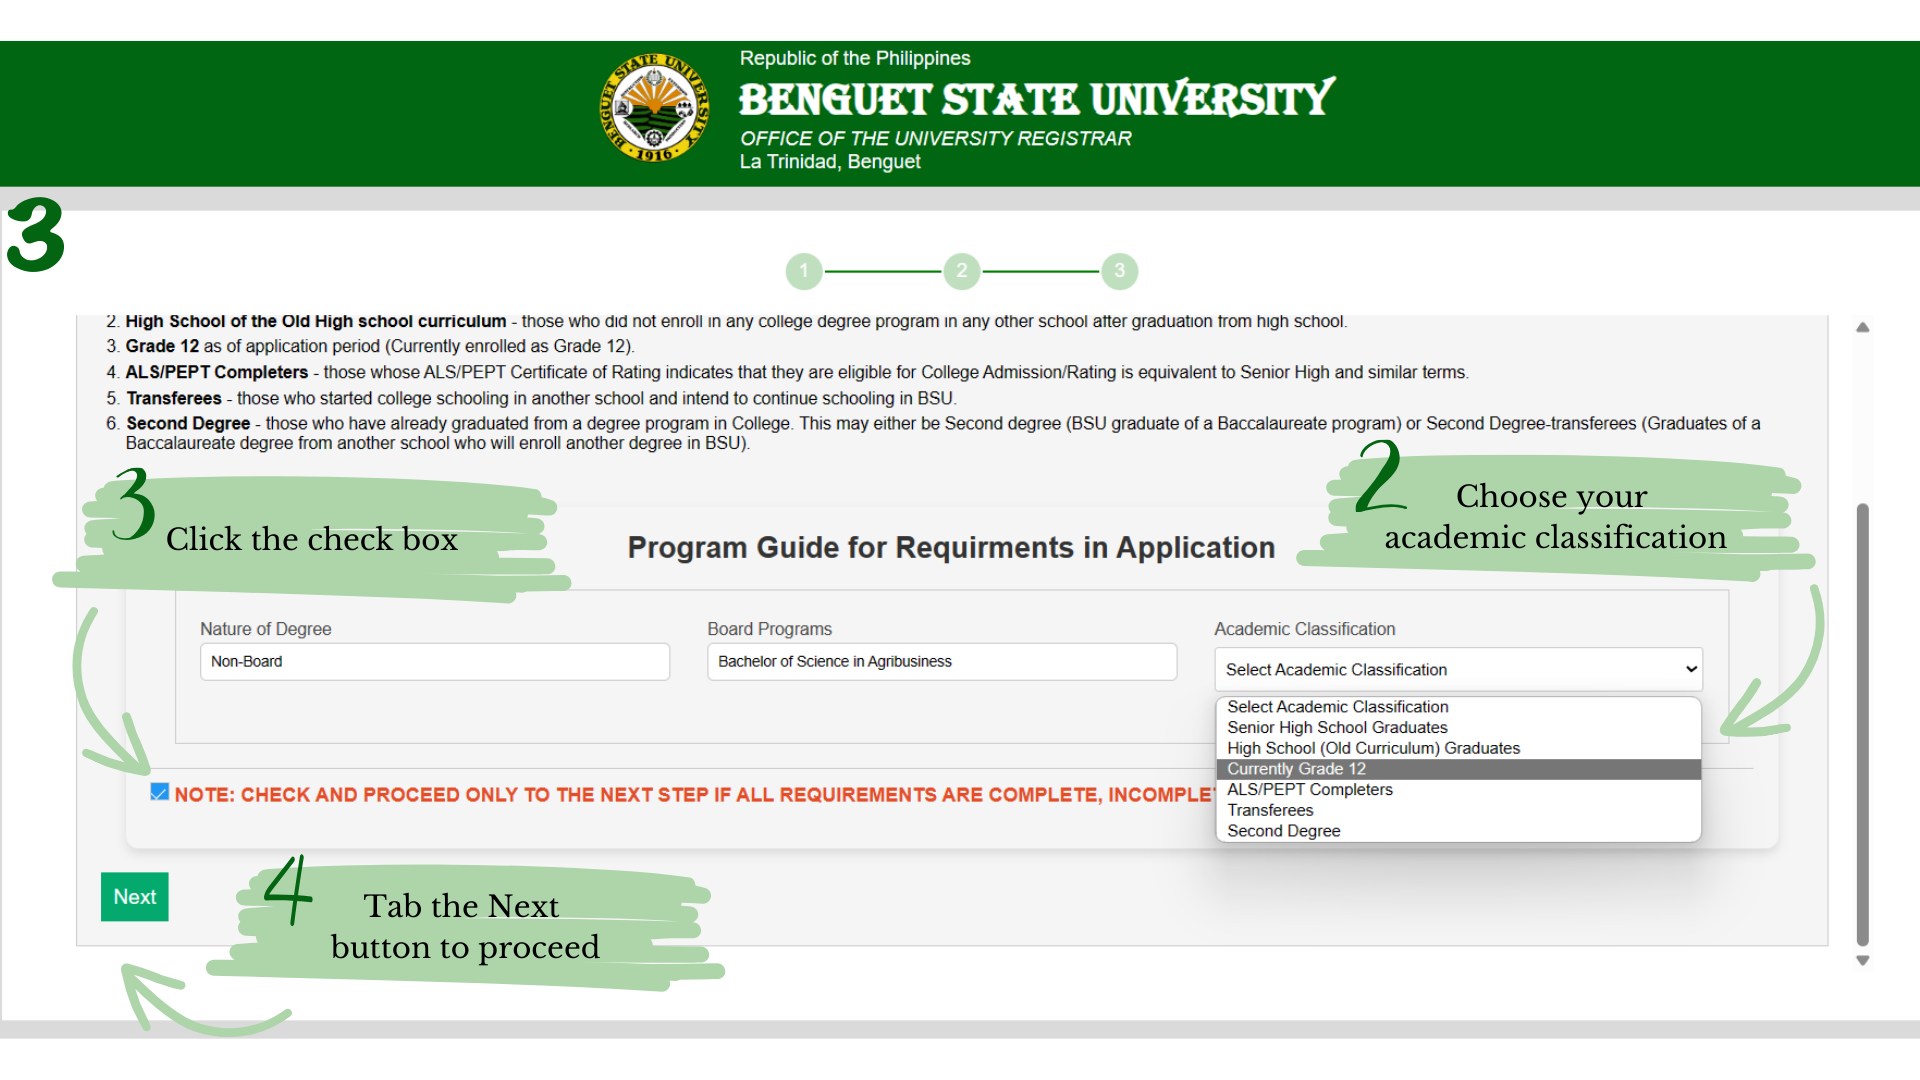 Republic of the Philippines
BENGUET STATE UNIVERSITY
OFFICE OF THE UNIVERSITY REGISTRAR
La Trinidad, Benguet
BENGUET STATE UNIVERSITY
· 1916 ·
3
1
2
3
2. High School of the Old High school curriculum - those who did not enroll in any college degree program in any other school after graduation from high school.
3. Grade 12 as of application period (Currently enrolled as Grade 12).
4. ALS/PEPT Completers - those whose ALS/PEPT Certificate of Rating indicates that they are eligible for College Admission/Rating is equivalent to Senior High and similar terms.
5. Transferees - those who started college schooling in another school and intend to continue schooling in BSU.
6. Second Degree - those who have already graduated from a degree program in College. This may either be Second degree (BSU graduate of a Baccalaureate program) or Second Degree-transferees (Graduates of a
Baccalaureate degree from another school who will enroll another degree in BSU).
3
Click the check box
2
Choose your
academic classification
Program Guide for Requirments in Application
Nature of Degree
Non-Board
Board Programs
Bachelor of Science in Agribusiness
Academic Classification
Select Academic Classification
Select Academic Classification
Senior High School Graduates
High School (Old Curriculum) Graduates
Currently Grade 12
ALS/PEPT Completers
Transferees
Second Degree
NOTE: CHECK AND PROCEED ONLY TO THE NEXT STEP IF ALL REQUIREMENTS ARE COMPLETE, INCOMPLE
Next
4
Tab the Next
button to proceed